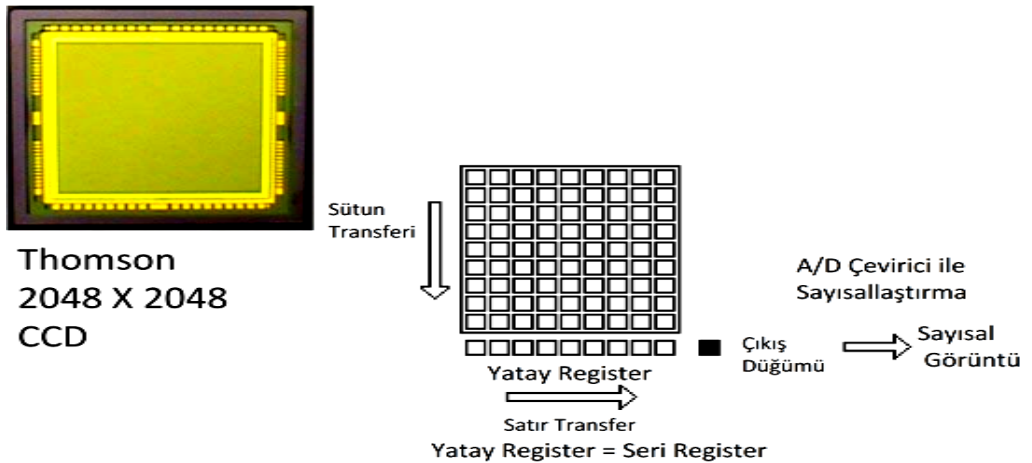 Thomson
2048 X 2048
CCD
Sütun
Transferi
A/D Çevirici ile
Sayısallaştırma
Çıkış
Düğümü
Sayısal
Görüntü
Yatay Register
Satır Transfer
Yatay Register = Seri Register